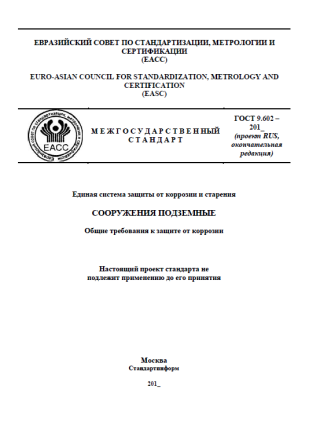 ЕВРАЗИЙСКИЙ СОВЕТ ПО СТАНДАРТИЗАЦИИ, МЕТРОЛОГИИ И
СЕРТИФИКАЦИИ
(ЕАСС)
EURO-ASIAN COUNCIL FOR STANDARDIZATION, METROLOGY AND
CERTIFICATION
(EASC)
EACC
МЕЖГОСУДАРСТВЕННЫЙ
СТАНДАРТ
ГОСТ 9.602 –
201_
(проект RUS,
окончательная
редакция)
Единая система защиты от коррозии и старения
СООРУЖЕНИЯ ПОДЗЕМНЫЕ
Общие требования к защите от коррозии
Настоящий проект стандарта не
подлежит применению до его принятия
Москва
Стандартинформ
201_